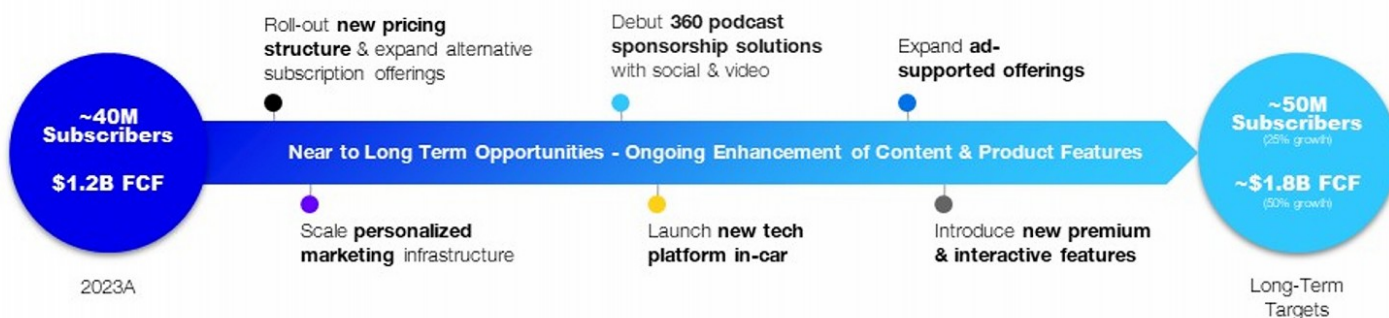 ~40M
Subscribers
$1.2B FCF
2023A
Roll-out new pricing
structure & expand alternative
subscription offerings
Debut 360 podcast
sponsorship solutions
with social & video
Expand ad-
supported offerings
Near to Long Term Opportunities - Ongoing Enhancement of Content & Product Features
Scale personalized
marketing infrastructure
Launch new tech
platform in-car
Introduce new premium
& interactive features
~50M
Subscribers
(25% growth)
~$1.8B FCF
(50% growth)
Long-Term
Targets